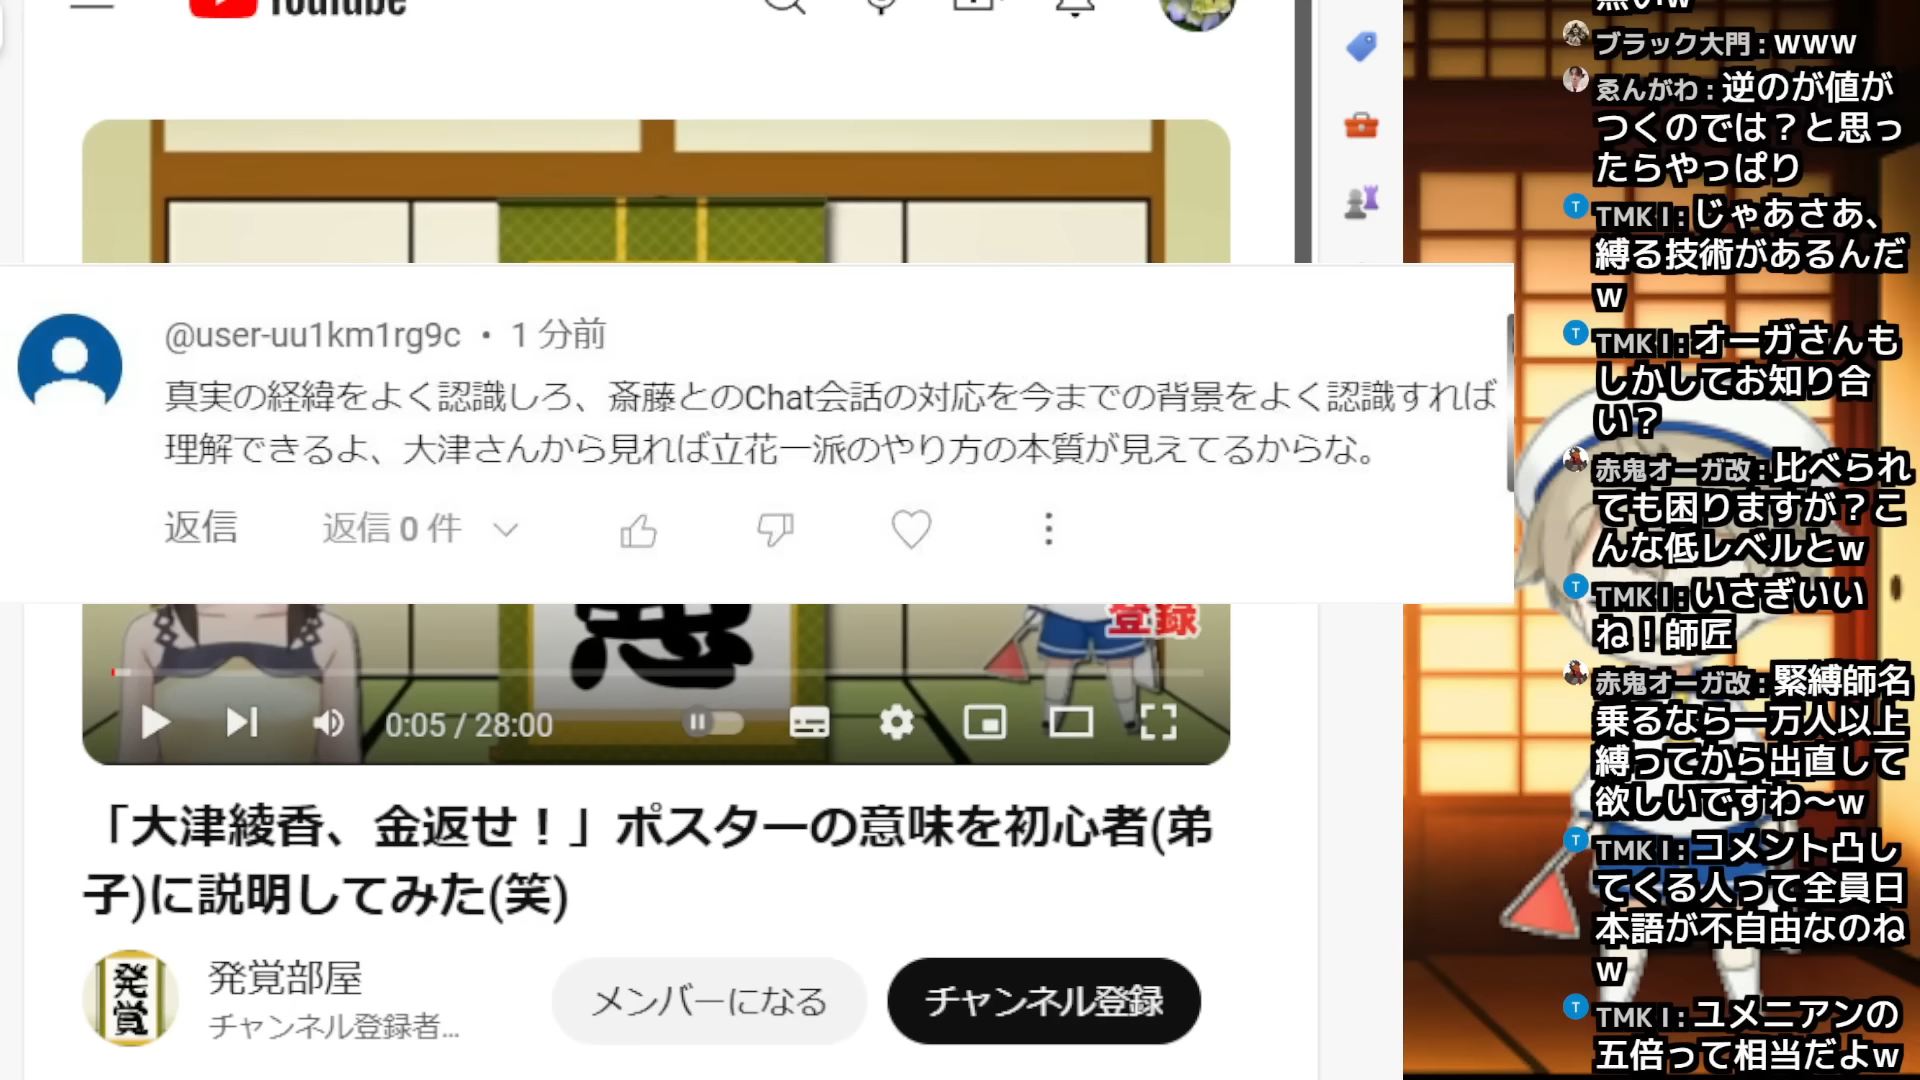 YouTube
@user-uu1km1rg9c • 1 分前
真実の経緯をよく認識しろ、斎藤とのChat会話の対応を今までの背景をよく認識すれば
理解できるよ、大津さんから見れば立花一派のやり方の本質が見えてるからな。
返信
返信 0 件
登録
0:05 / 28:00
「大津綾香、金返せ！」ポスターの意味を初心者(弟
子)に説明してみた(笑)
発覚
発覚部屋
チャンネル登録者...
メンバーになる
チャンネル登録
ブラック大門 : www
ゑんがわ : 逆のが値が
つくのでは？と思っ
たらやっぱり
TMK I : じゃあさあ、
縛る技術があるんだ
w
TMK I : オーガさんも
しかしてお知り合
い？
赤鬼オーガ改 : 比べられ
ても困りますが？こ
んな低レベルとw
TMK I : いさぎいい
ね！師匠
赤鬼オーガ改 : 緊縛師名
乗るなら一万人以上
縛ってから出直して
欲しいですわ〜w
TMK I : コメント凸し
てくる人って全員日
本語が不自由なのね
w
TMK I : ユメニアンの
五倍って相当だよw